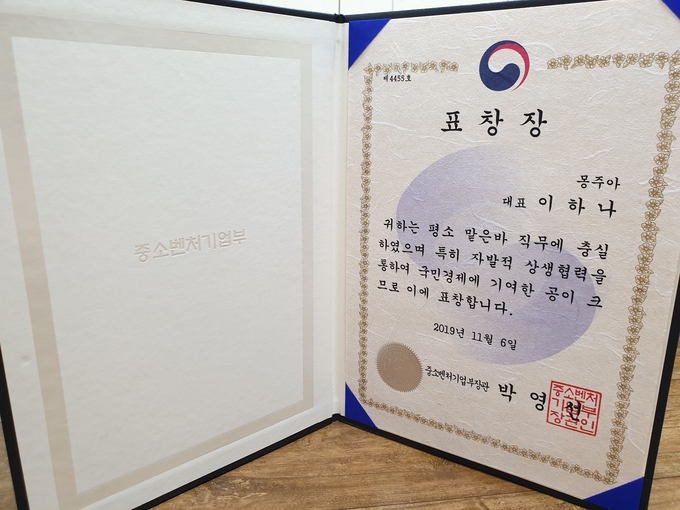 중소벤처기업부
제 4455 호
표 창 장
몽주아
대표 이 하 나
귀하는 평소 맡은바 직무에 충실
하였으며 특히 자발적 상생협력을
통하여 국민경제에 기여한 공이 크
므로 이에 표창합니다.
2019년 11월 6일
중소벤처기업부장관 박 영 선
중소벤처
기업부
장관인